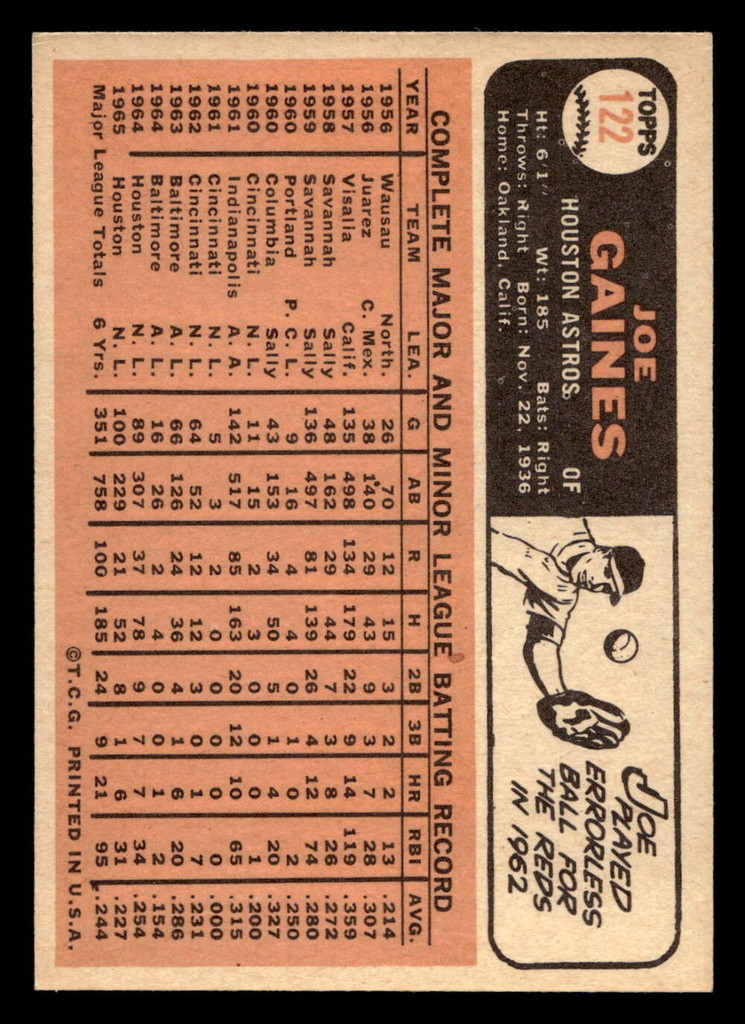 TOPPS
122
JOE
GAINES
HOUSTON ASTROS OF
Ht: 6'1" Wt: 185 Bats: Right
Throws: Right Born: Nov. 22, 1936
Home: Oakland, Calif.
JOE
PLAYED
ERRORLESS
BALL FOR
THE REDS
IN 1962
COMPLETE MAJOR AND MINOR LEAGUE BATTING RECORD
YEAR TEAM LEA. G AB R H 2B 3B HR RBI AVG.
1956 Wausau North. 26 70 12 15 3 2 2 13 .214
1956 Juarez C. Mex. 38 140 29 43 9 3 7 28 .307
1957 Visalia Calif. 135 498 134 179 22 9 14 119 .359
1958 Savannah Sally 48 162 29 44 7 3 8 26 .272
1959 Savannah Sally 136 497 81 139 26 4 12 74 .280
1960 Portland P. C. L. 9 16 4 4 0 1 0 2 .250
1960 Columbia Sally 43 153 34 50 5 1 4 20 .327
1960 Cincinnati N. L. 11 15 2 3 0 0 0 1 .200
1961 Indianapolis A. A. 142 517 85 163 20 12 10 65 .315
1961 Cincinnati N. L. 5 3 2 0 0 0 0 0 .000
1962 Cincinnati N. L. 64 52 12 12 3 0 1 7 .231
1963 Baltimore A. L. 66 126 24 36 4 1 6 20 .286
1964 Baltimore A. L. 16 26 2 4 0 0 1 2 .154
1964 Houston N. L. 89 307 37 78 9 7 7 34 .254
1965 Houston N. L. 100 229 21 52 8 1 6 31 .227
Major League Totals 6 Yrs. 351 758 100 185 24 9 21 95 .244
©T.C.G. PRINTED IN U.S.A.